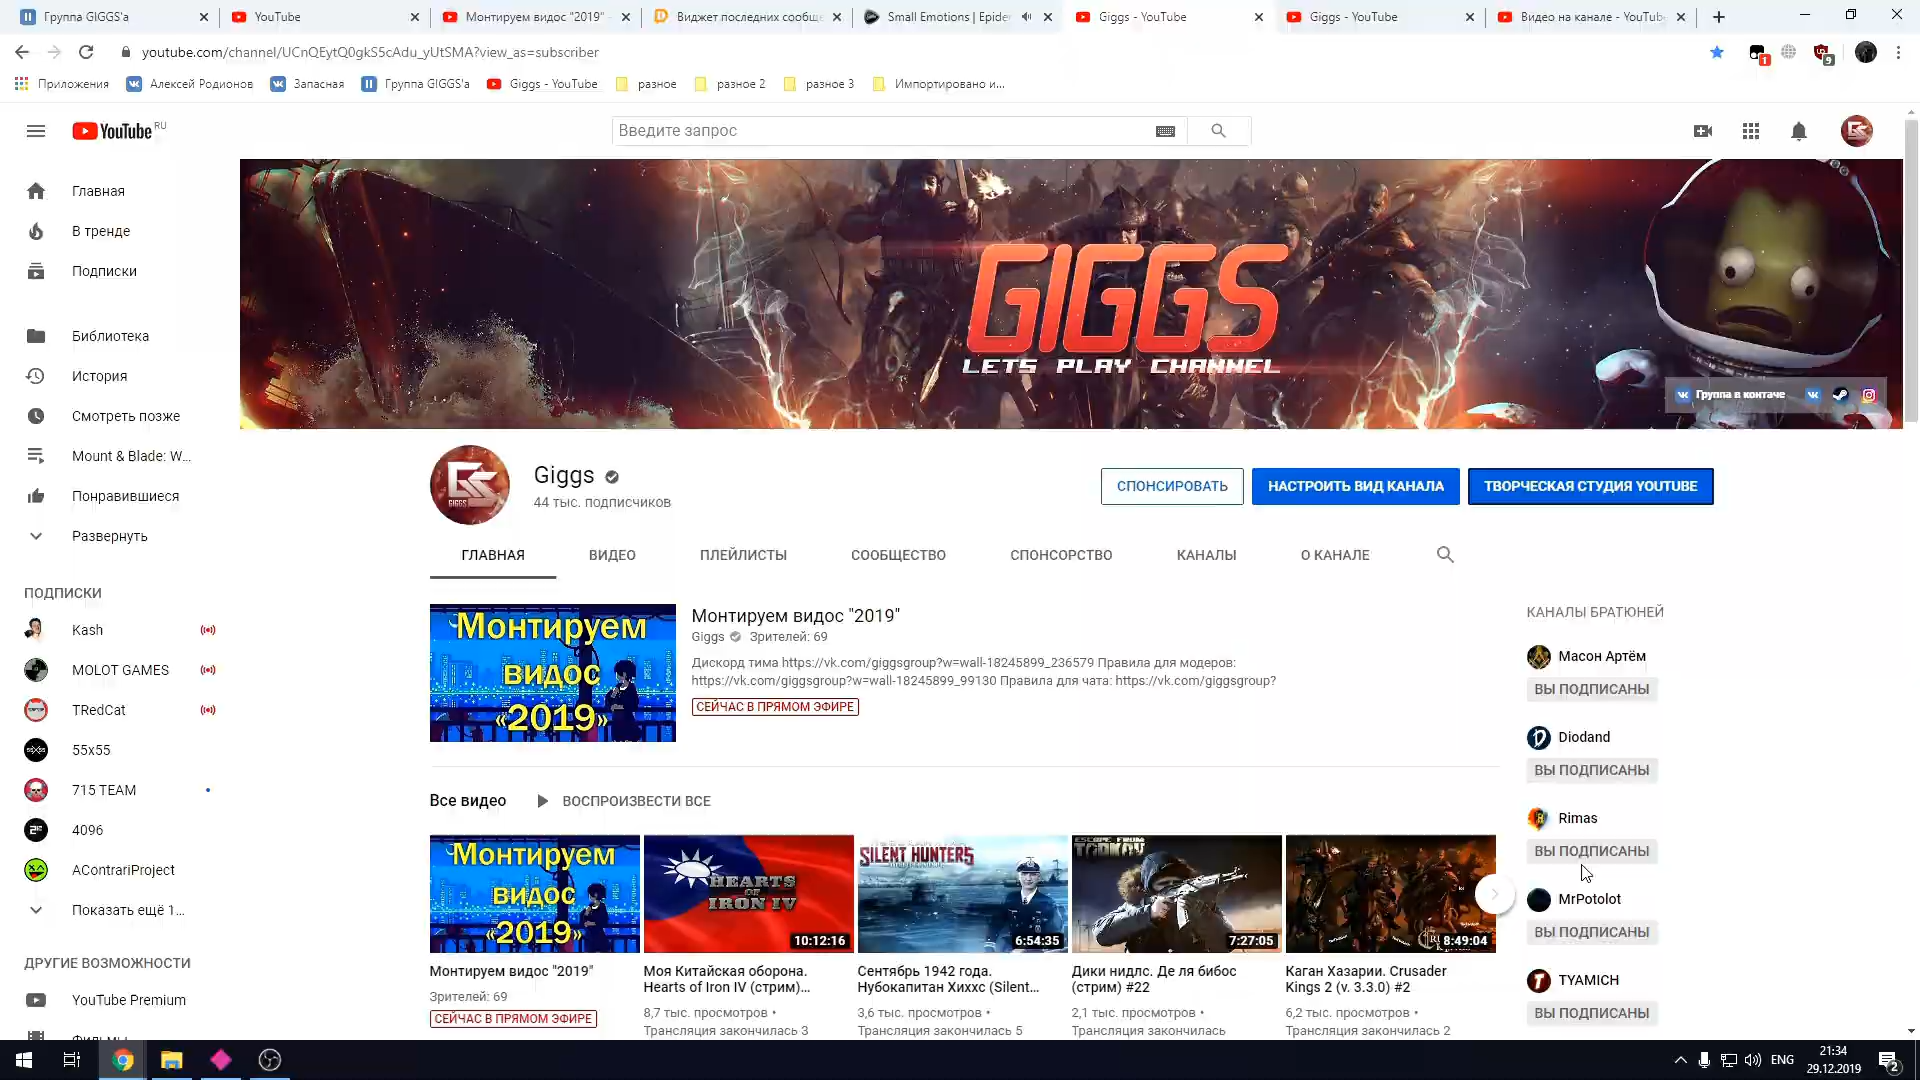 Группа GIGGS'a
YouTube
Монтируем видос "2019" -
Виджет последних сообще
Small Emotions | Epider
Giggs - YouTube
Giggs - YouTube
Видео на канале - YouTub
youtube.com/channel/UCnQEytQ0gkS5cAdu_yUtSMA?view_as=subscriber
1
9
Приложения
Алексей Родионов
Запасная
Группа GIGGS'a
Giggs - YouTube
разное
разное 2
разное 3
Импортировано и...
YouTube RU
Введите запрос
Главная
В тренде
Подписки
Библиотека
История
Смотреть позже
Mount & Blade: W...
Понравившиеся
Развернуть
ПОДПИСКИ
Kash
MOLOT GAMES
TRedCat
55x55
715 TEAM
4096
AContrariProject
Показать ещё 1...
ДРУГИЕ ВОЗМОЖНОСТИ
YouTube Premium
Фильмы
GIGGS
LETS PLAY CHANNEL
Группа в контаче
GIGGS
Giggs
44 тыс. подписчиков
СПОНСИРОВАТЬ
НАСТРОИТЬ ВИД КАНАЛА
ТВОРЧЕСКАЯ СТУДИЯ YOUTUBE
ГЛАВНАЯ
ВИДЕО
ПЛЕЙЛИСТЫ
СООБЩЕСТВО
СПОНСОРСТВО
КАНАЛЫ
О КАНАЛЕ
Монтируем
видос
«2019»
Монтируем видос "2019"
Giggs
Зрителей: 69
Дискорд тима https://vk.com/giggsgroup?w=wall-18245899_236579 Правила для модеров:
https://vk.com/giggsgroup?w=wall-18245899_99130 Правила для чата: https://vk.com/giggsgroup?
СЕЙЧАС В ПРЯМОМ ЭФИРЕ
Все видео
ВОСПРОИЗВЕСТИ ВСЕ
Монтируем
видос
«2019»
Монтируем видос "2019"
Зрителей: 69
СЕЙЧАС В ПРЯМОМ ЭФИРЕ
HEARTS
OF
IRON IV
10:12:16
Моя Китайская оборона.
Hearts of Iron IV (стрим)...
8,7 тыс. просмотров •
Трансляция закончилась 3
SILENT HUNTERS
6:54:35
Сентябрь 1942 года.
Нубокапитан Хиххс (Silent...
3,6 тыс. просмотров •
Трансляция закончилась 5
ESCAPE FROM
TARKOV
7:27:05
Дики нидлс. Де ля бибос
(стрим) #22
2,1 тыс. просмотров •
Трансляция закончилась
8:49:04
Каган Хазарии. Crusader
Kings 2 (v. 3.3.0) #2
6,2 тыс. просмотров •
Трансляция закончилась 2
КАНАЛЫ БРАТЮНЕЙ
Масон Артём
ВЫ ПОДПИСАНЫ
Diodand
ВЫ ПОДПИСАНЫ
Rimas
ВЫ ПОДПИСАНЫ
MrPotolot
ВЫ ПОДПИСАНЫ
TYAMICH
ВЫ ПОДПИСАНЫ
ENG
21:34
29.12.2019
2